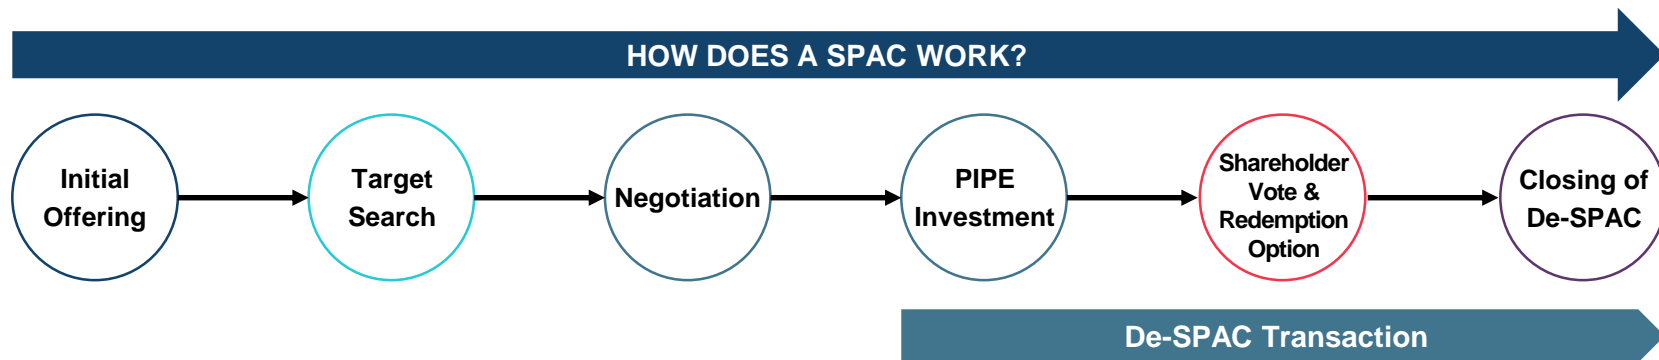 HOW DOES A SPAC WORK?
Initial
Offering
Target
Search
Negotiation
PIPE
Investment
Shareholder
Vote &
Redemption
Option
Closing of
De-SPAC
De-SPAC Transaction